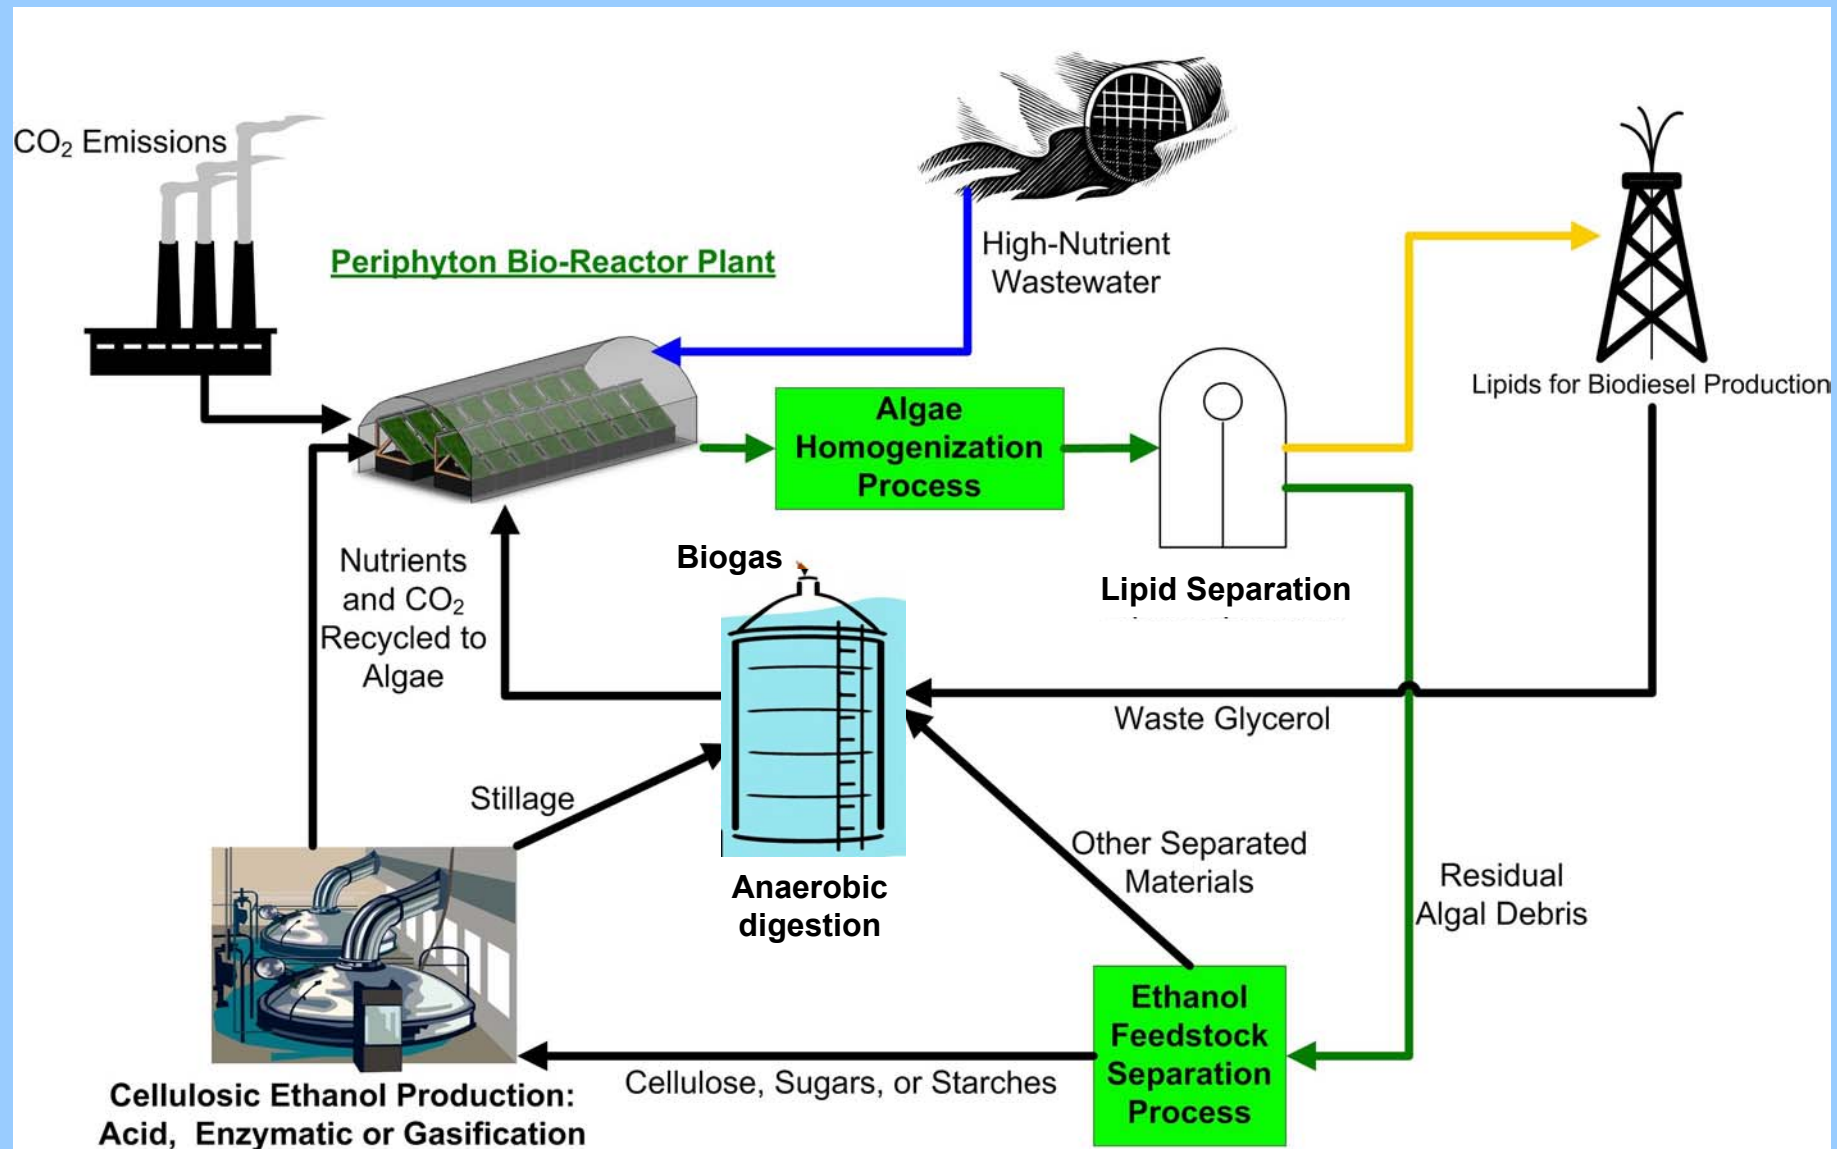 CO₂ Emissions
Periphyton Bio-Reactor Plant
High-Nutrient
Wastewater
Lipids for Biodiesel Production
Algae
Homogenization
Process
Lipid Separation
Nutrients
and CO₂
Recycled to
Algae
Biogas
Waste Glycerol
Stillage
Anaerobic
digestion
Other Separated
Materials
Residual
Algal Debris
Ethanol
Feedstock
Separation
Process
Cellulose, Sugars, or Starches
Cellulosic Ethanol Production:
Acid, Enzymatic or Gasification